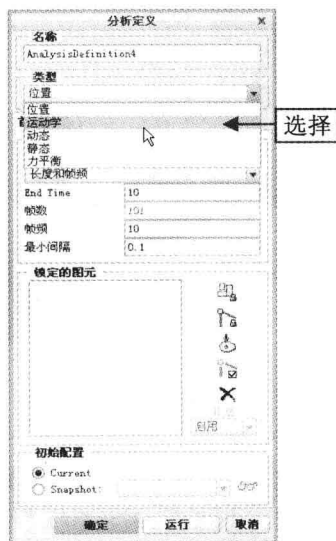 分析定义
名称
AnalysisDefinition4
类型
位置
位置
运动学
选择
动态
静态
力平衡
长度和帧频
End Time 10
帧数 101
帧频 10
最小间隔 0.1
锁定的图元
启用
初始配置
Current
Snapshot:
确定 运行 取消